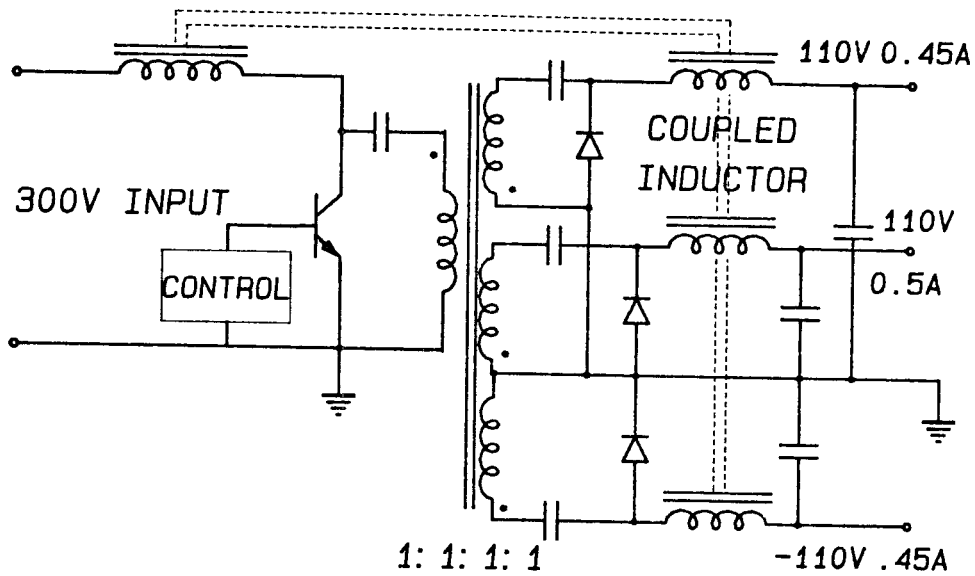 110V 0.45A
COUPLED
INDUCTOR
300V INPUT
110V
0.5A
CONTROL
1: 1: 1: 1
-110V .45A